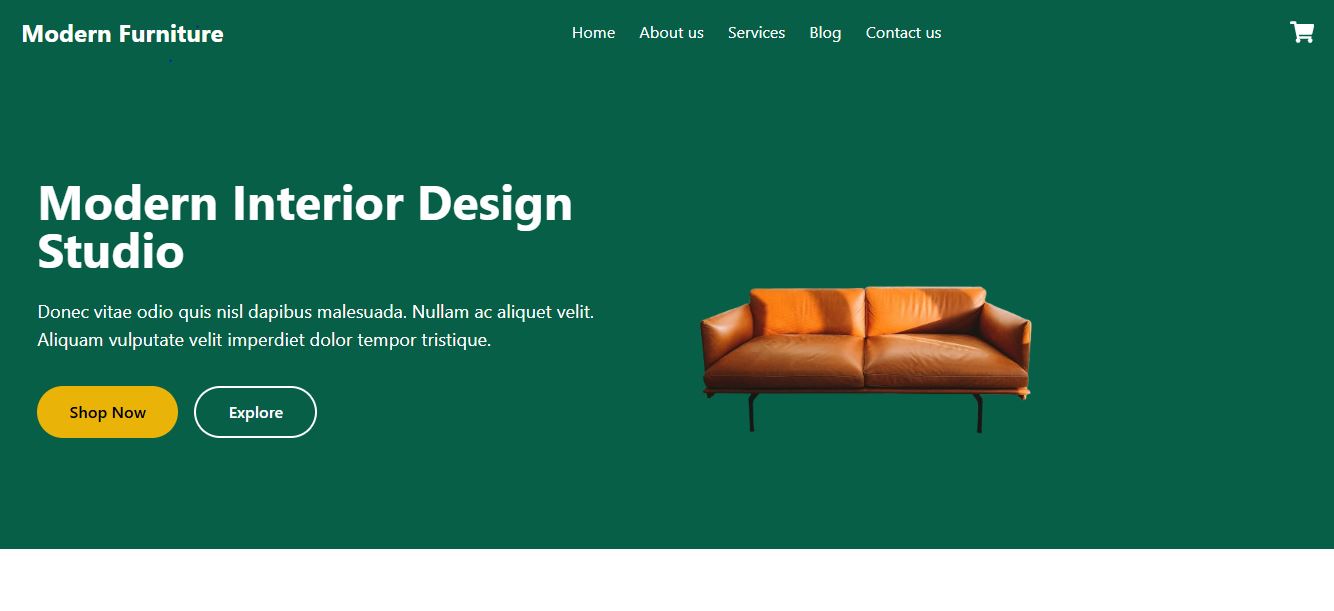 Modern Furniture
Home About us Services Blog Contact us
Modern Interior Design
Studio
Donec vitae odio quis nisl dapibus malesuada. Nullam ac aliquet velit.
Aliquam vulputate velit imperdiet dolor tempor tristique.
Shop Now Explore